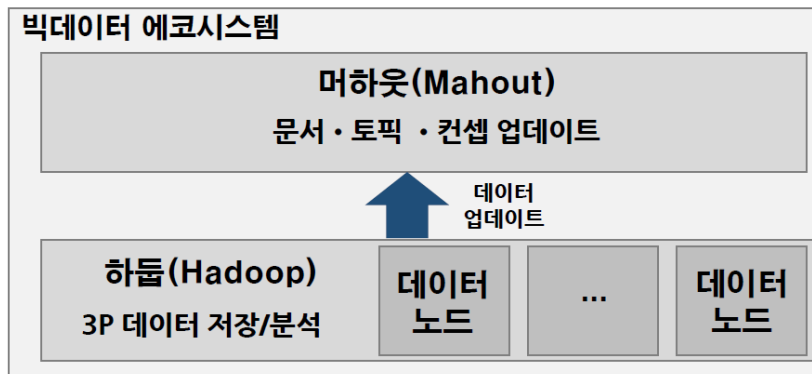 빅데이터 에코시스템
머하웃(Mahout)
문서・토픽 ・컨셉 업데이트
데이터
업데이트
하둡(Hadoop)
3P 데이터 저장/분석
데이터
노드
...
데이터
노드